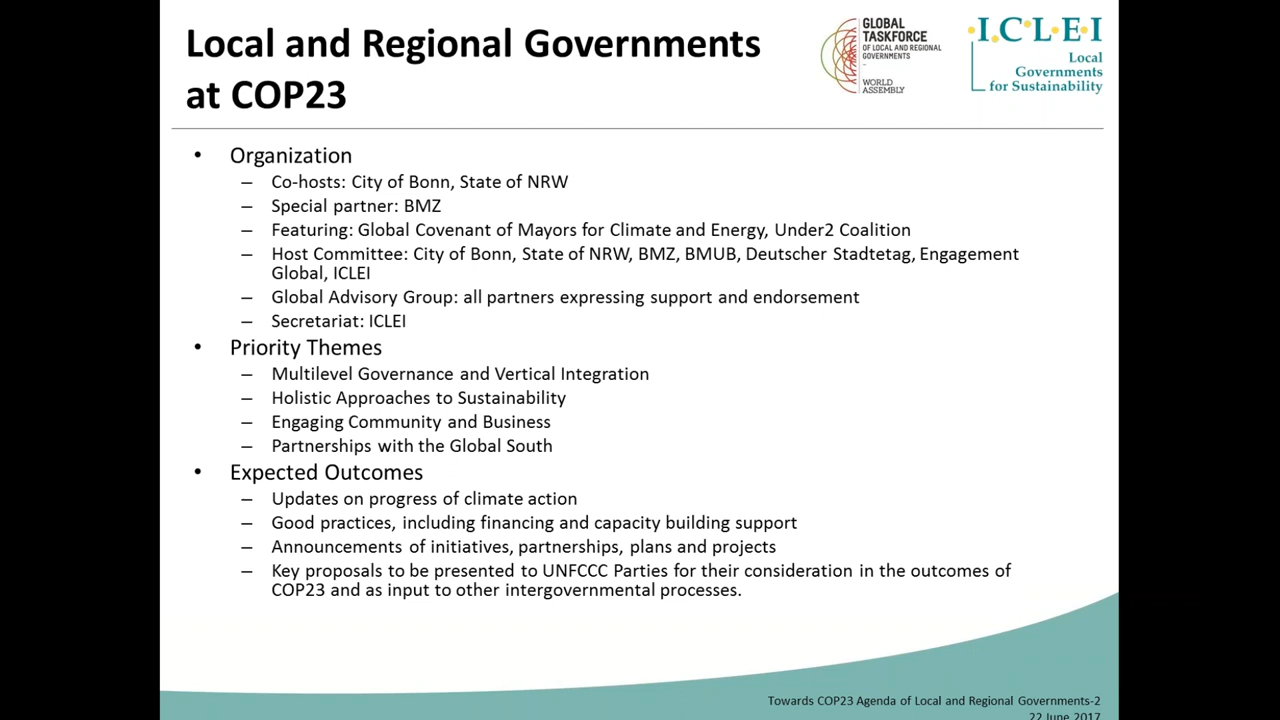 Local and Regional Governments
at COP23
GLOBAL
TASKFORCE
OF LOCAL AND REGIONAL
GOVERNMENTS
WORLD
ASSEMBLY
I.C.L.E.I
Local
Governments
for Sustainability
• Organization
– Co-hosts: City of Bonn, State of NRW
– Special partner: BMZ
– Featuring: Global Covenant of Mayors for Climate and Energy, Under2 Coalition
– Host Committee: City of Bonn, State of NRW, BMZ, BMUB, Deutscher Stadtetag, Engagement
Global, ICLEI
– Global Advisory Group: all partners expressing support and endorsement
– Secretariat: ICLEI
• Priority Themes
– Multilevel Governance and Vertical Integration
– Holistic Approaches to Sustainability
– Engaging Community and Business
– Partnerships with the Global South
• Expected Outcomes
– Updates on progress of climate action
– Good practices, including financing and capacity building support
– Announcements of initiatives, partnerships, plans and projects
– Key proposals to be presented to UNFCCC Parties for their consideration in the outcomes of
COP23 and as input to other intergovernmental processes.
Towards COP23 Agenda of Local and Regional Governments-2
22 June 2017